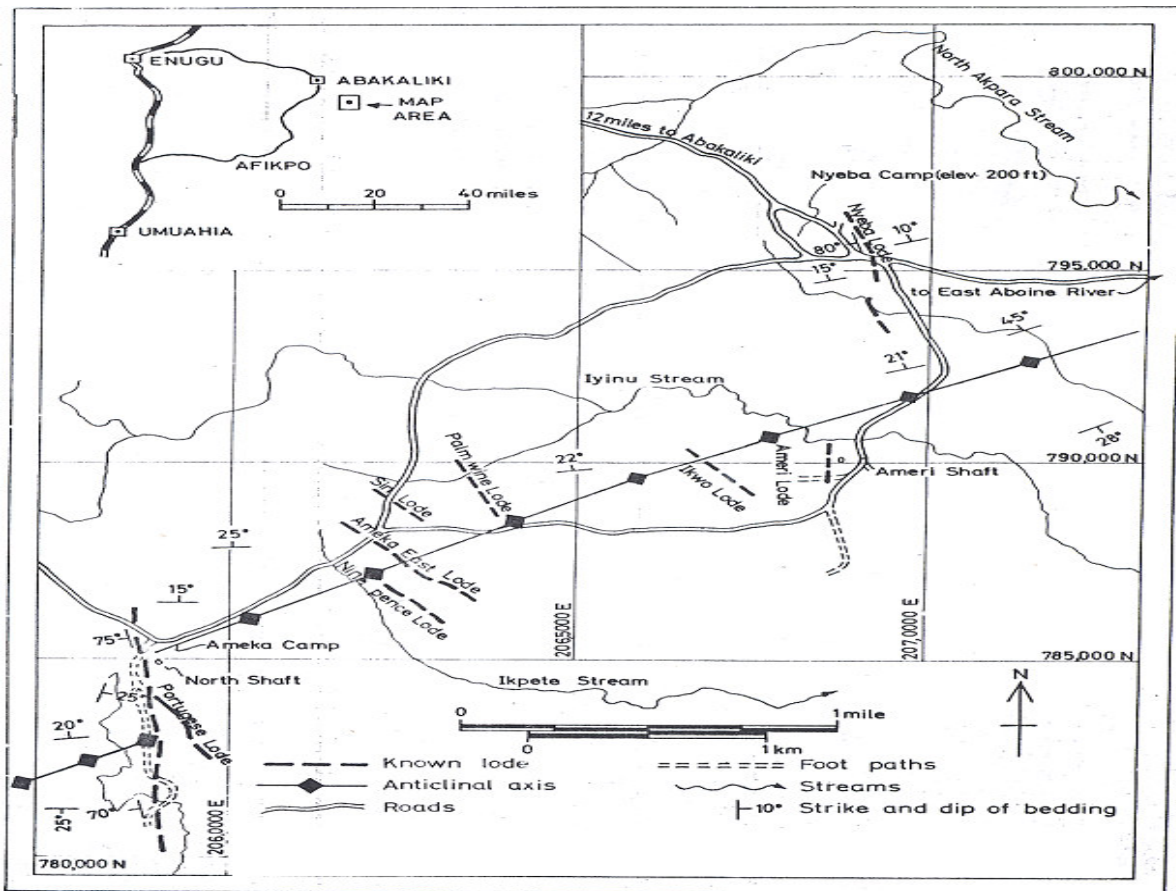 ENUGU
ABAKALIKI
MAP
AREA
AFIKPO
0 20 40 miles
UMUAHIA
800,000 N
North Akpara
Stream
12 miles to Abakaliki
Nyeba Camp (elev 200 ft)
Nyeba Lode
10°
80°
15°
795,000 N
to East Aboine River
45°
21°
Iyinu Stream
28°
22°
Palm wine Lode
Ikwo Lode
Ameri Lode
790,000 N
Ameri Shaft
Lode
25°
Ameka East Lode
pence Lode
15°
75°
Ameka Camp
2065,000 E
207,0000 E
785,000 N
North Shaft
25°
Portugese Lode
Ikpete Stream
N
20°
0 1 mile
0 1 km
Known lode
Foot paths
Anticlinal axis
Streams
Roads
10° Strike and dip of bedding
25°
70°
206,0000 E
780,000 N